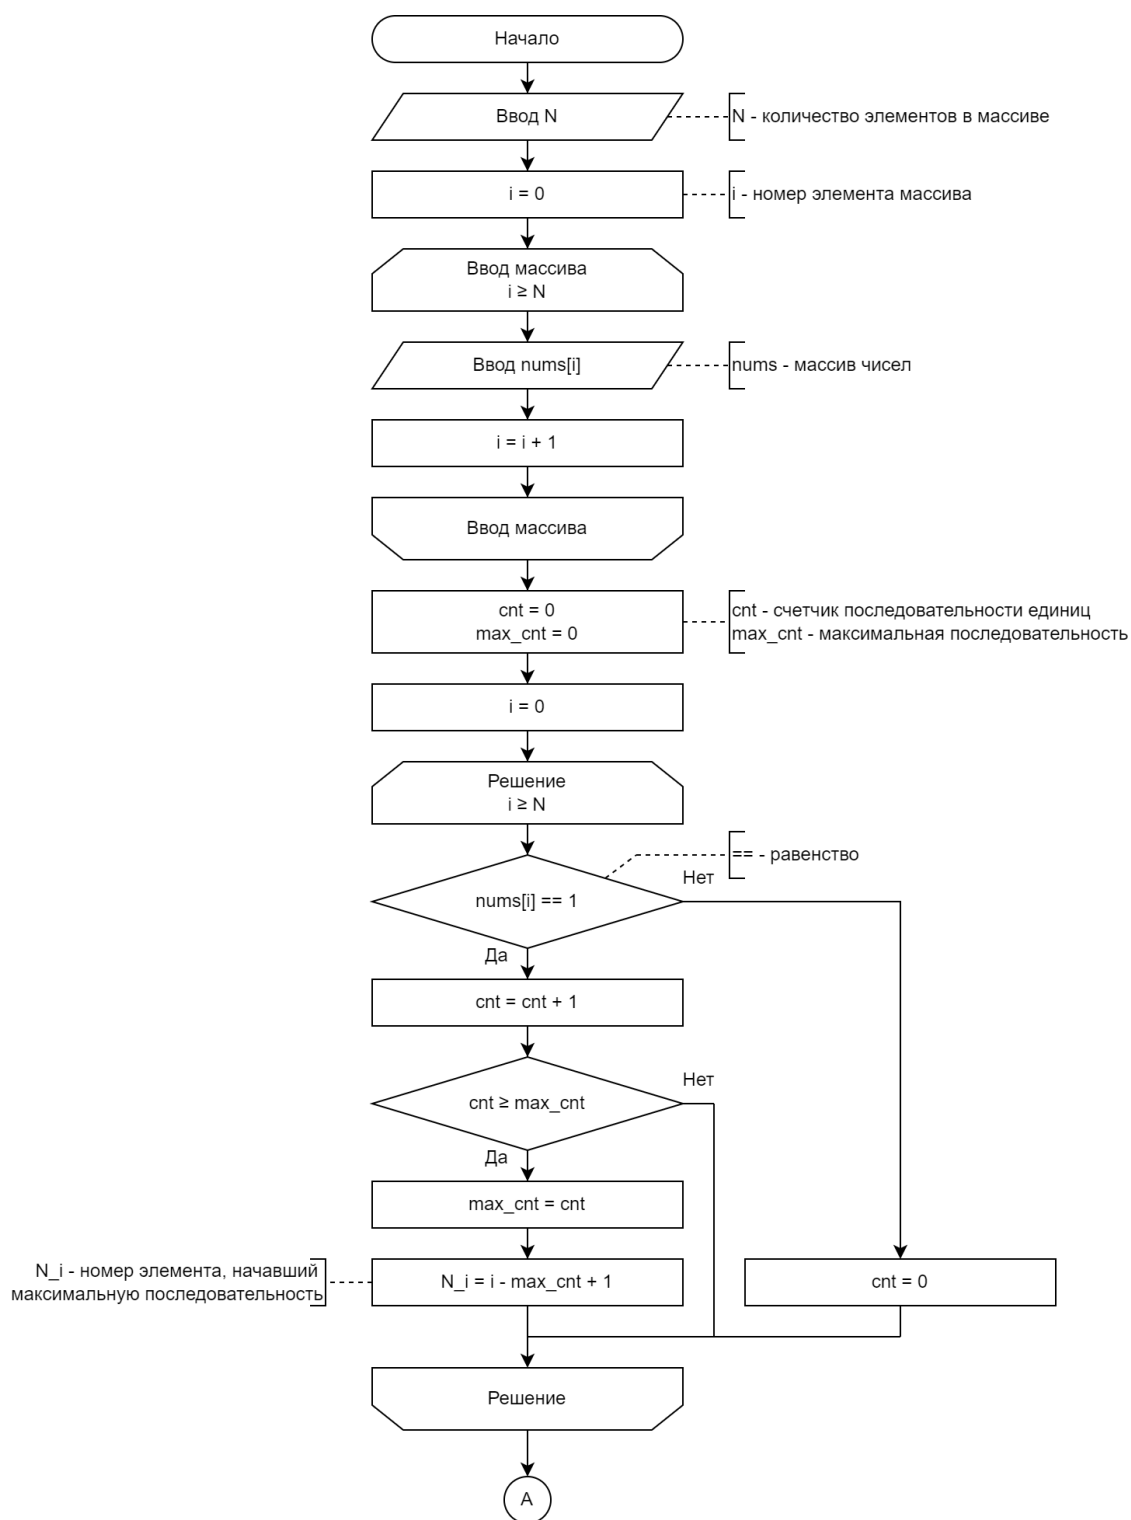 Начало
Ввод N
N - количество элементов в массиве
i = 0
i - номер элемента массива
Ввод массива
i ≥ N
Ввод nums[i]
nums - массив чисел
i = i + 1
Ввод массива
cnt = 0
max_cnt = 0
cnt - счетчик последовательности единиц
max_cnt - максимальная последовательность
i = 0
Решение
i ≥ N
== - равенство
nums[i] == 1
Нет
Да
cnt = cnt + 1
cnt ≥ max_cnt
Нет
Да
max_cnt = cnt
N_i - номер элемента, начавший
максимальную последовательность
N_i = i - max_cnt + 1
cnt = 0
Решение
A